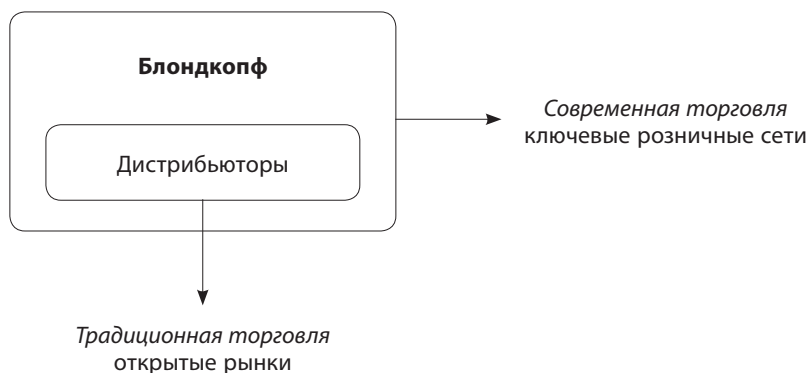 Блондкопф
Дистрибьюторы
Современная торговля
ключевые розничные сети
Традиционная торговля
открытые рынки